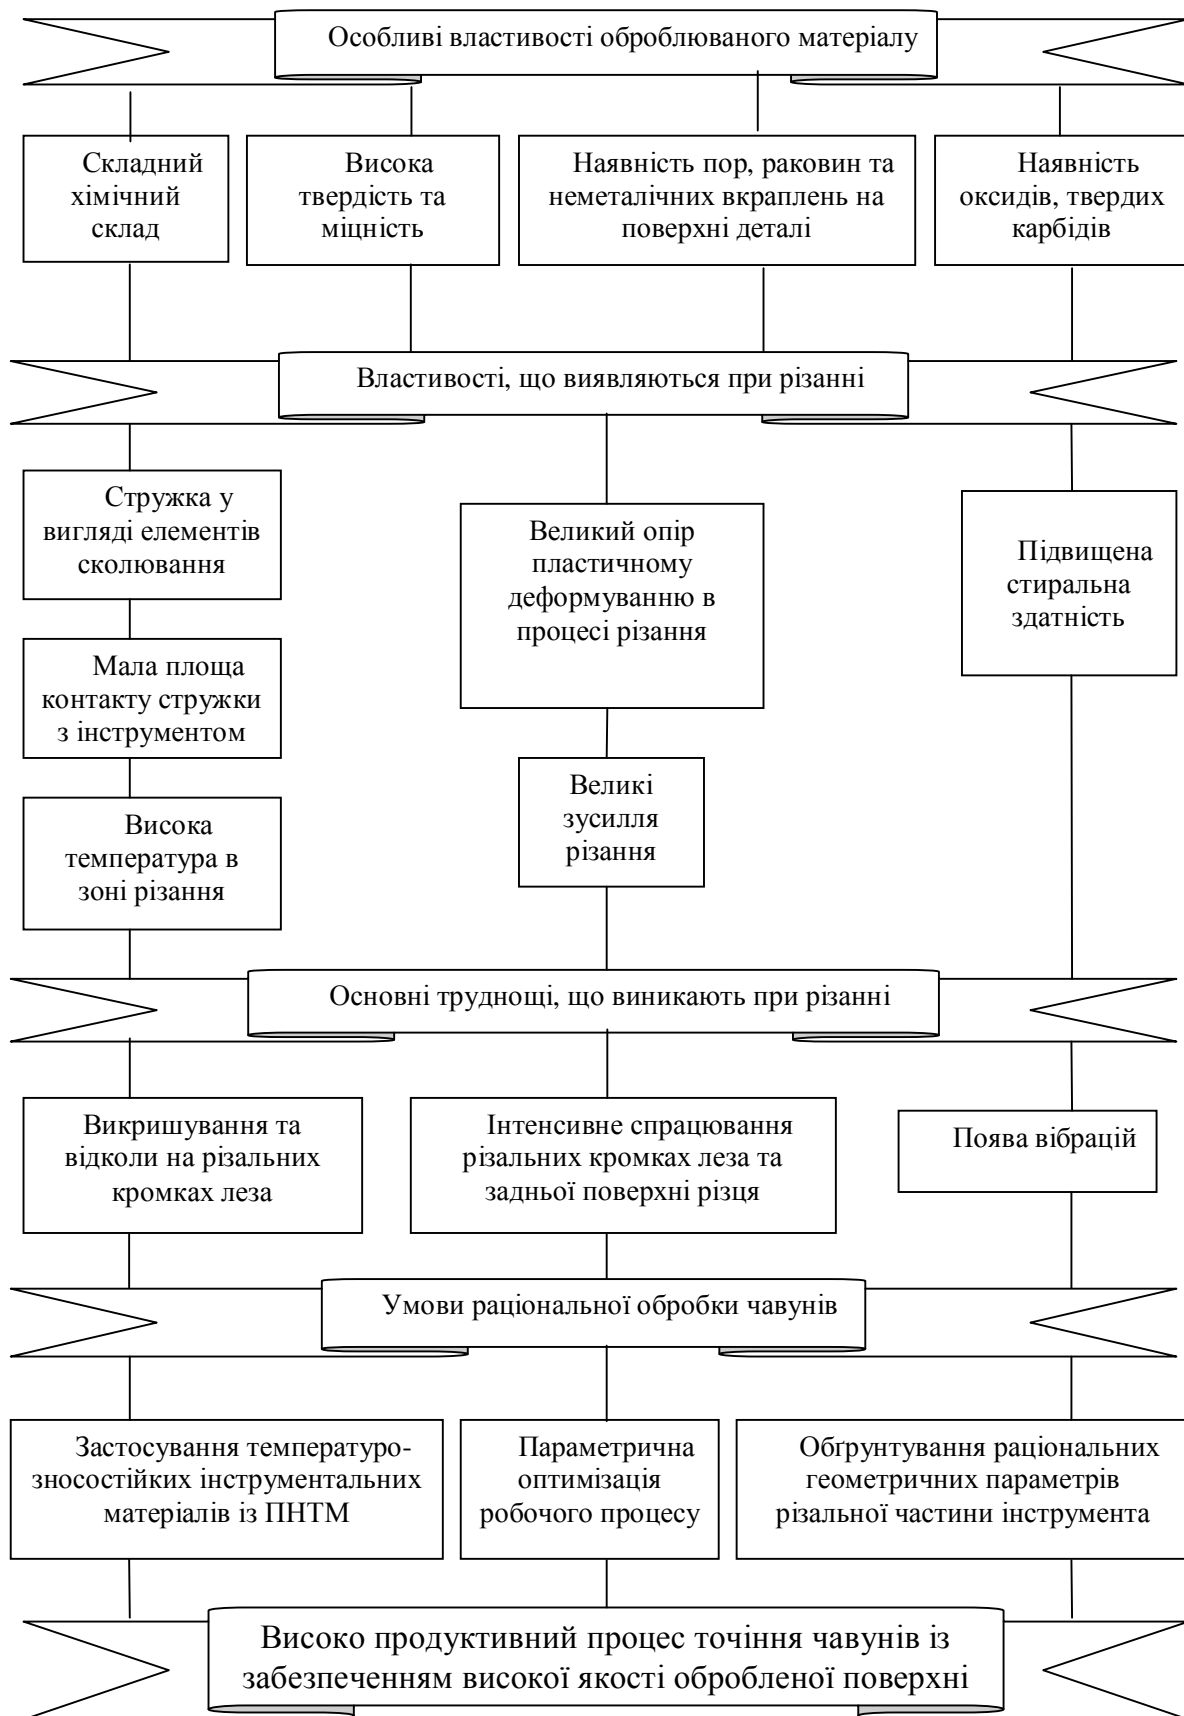 Особливі властивості оброблюваного матеріалу
Складний
хімічний
склад
Висока
твердість та
міцність
Наявність пор, раковин та
неметалічних вкраплень на
поверхні деталі
Наявність
оксидів, твердих
карбідів
Властивості, що виявляються при різанні
Стружка у
вигляді елементів
сколювання
Великий опір
пластичному
деформуванню в
процесі різання
Підвищена
стиральна
здатність
Мала площа
контакту стружки
з інструментом
Великі
зусилля
різання
Висока
температура в
зоні різання
Основні труднощі, що виникають при різанні
Викришування та
відколи на різальних
кромках леза
Інтенсивне спрацювання
різальних кромках леза та
задньої поверхні різця
Поява вібрацій
Умови раціональної обробки чавунів
Застосування температуро-
зносостійких інструментальних
матеріалів із ПНТМ
Параметрична
оптимізація
робочого процесу
Обґрунтування раціональних
геометричних параметрів
різальної частини інструмента
Високо продуктивний процес точіння чавунів із
забезпеченням високої якості обробленої поверхні